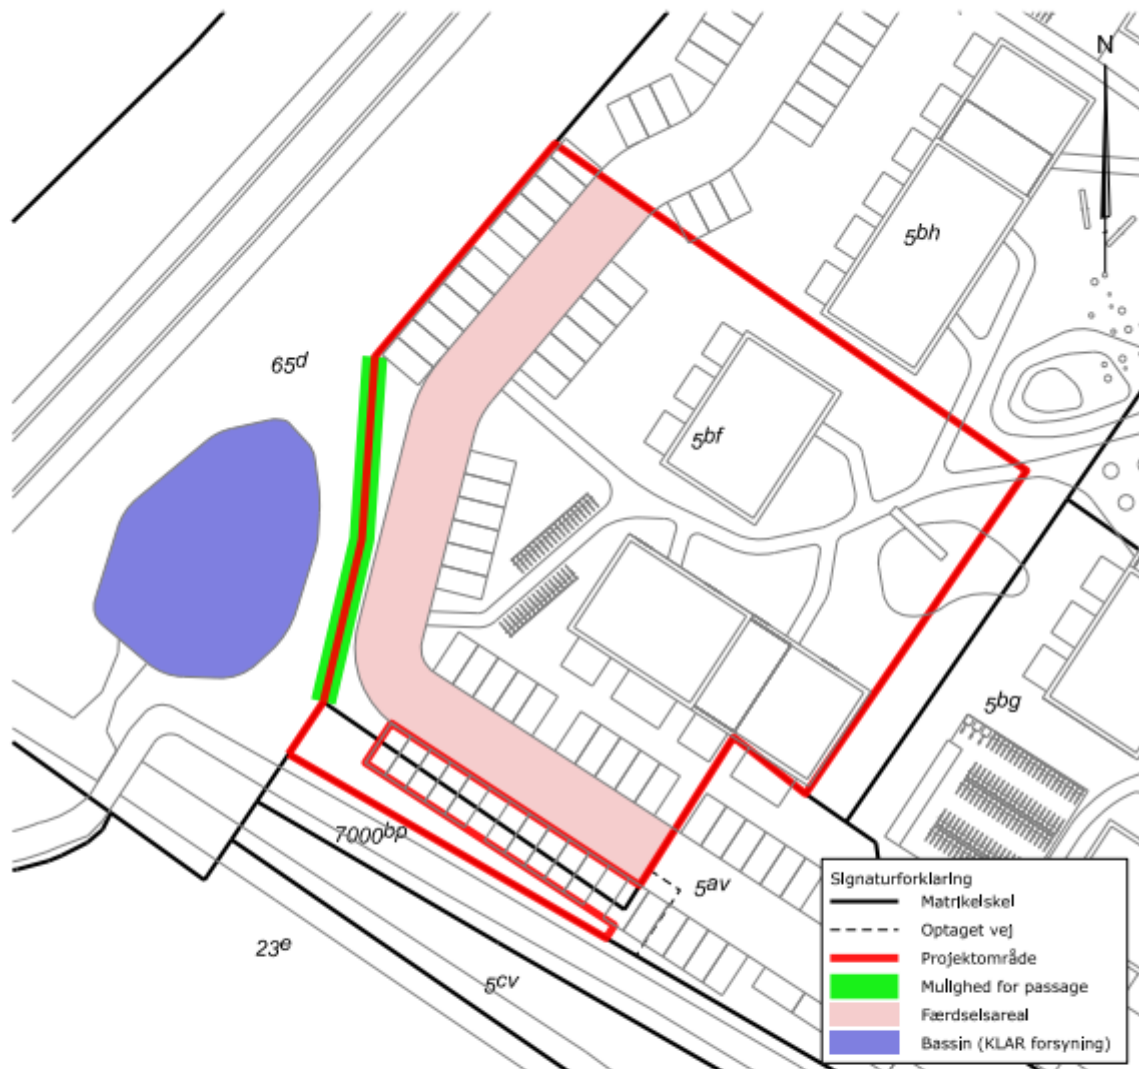 N
5bh
65d
5bf
5bg
7000bp
5av
23e
5cv
Signaturforklaring
Matrikelskel
Optaget vej
Projektområde
Mulighed for passage
Færdselsareal
Bassin (KLAR forsyning)